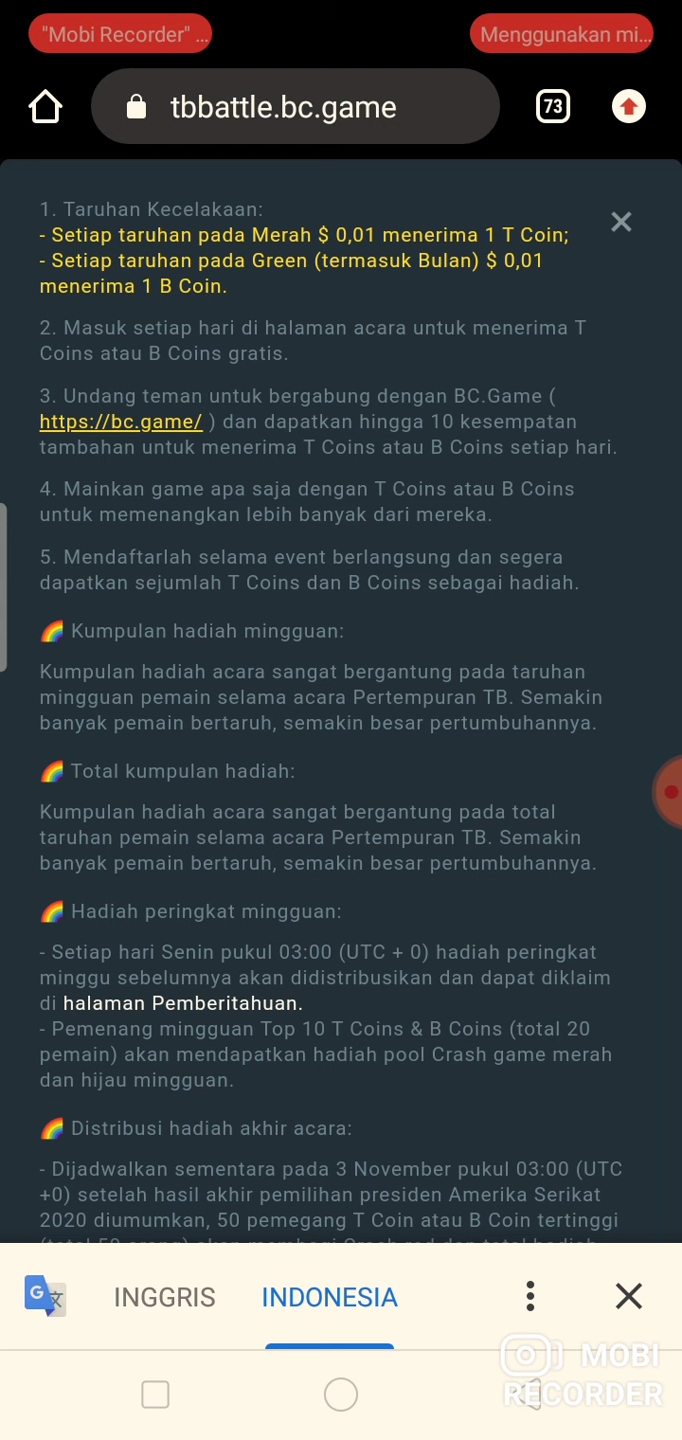 "Mobi Recorder" ...
Menggunakan mi...
tbbattle.bc.game
73
1. Taruhan Kecelakaan:
- Setiap taruhan pada Merah $ 0,01 menerima 1 T Coin;
- Setiap taruhan pada Green (termasuk Bulan) $ 0,01
menerima 1 B Coin.
2. Masuk setiap hari di halaman acara untuk menerima T
Coins atau B Coins gratis.
3. Undang teman untuk bergabung dengan BC.Game (
https://bc.game/ ) dan dapatkan hingga 10 kesempatan
tambahan untuk menerima T Coins atau B Coins setiap hari.
4. Mainkan game apa saja dengan T Coins atau B Coins
untuk memenangkan lebih banyak dari mereka.
5. Mendaftarlah selama event berlangsung dan segera
dapatkan sejumlah T Coins dan B Coins sebagai hadiah.
🌈 Kumpulan hadiah mingguan:
Kumpulan hadiah acara sangat bergantung pada taruhan
mingguan pemain selama acara Pertempuran TB. Semakin
banyak pemain bertaruh, semakin besar pertumbuhannya.
🌈 Total kumpulan hadiah:
Kumpulan hadiah acara sangat bergantung pada total
taruhan pemain selama acara Pertempuran TB. Semakin
banyak pemain bertaruh, semakin besar pertumbuhannya.
🌈 Hadiah peringkat mingguan:
- Setiap hari Senin pukul 03:00 (UTC + 0) hadiah peringkat
minggu sebelumnya akan didistribusikan dan dapat diklaim
di halaman Pemberitahuan.
- Pemenang mingguan Top 10 T Coins & B Coins (total 20
pemain) akan mendapatkan hadiah pool Crash game merah
dan hijau mingguan.
🌈 Distribusi hadiah akhir acara:
- Dijadwalkan sementara pada 3 November pukul 03:00 (UTC
+0) setelah hasil akhir pemilihan presiden Amerika Serikat
2020 diumumkan, 50 pemegang T Coin atau B Coin tertinggi
INGGRIS
INDONESIA
MOBI
RECORDER